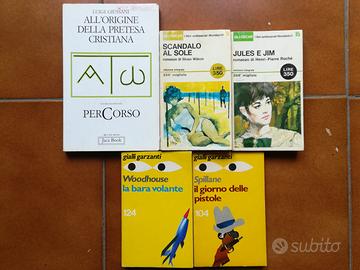 LUIGI GIUSSANI
ALL'ORIGINE
DELLA PRETESA
CRISTIANA
PERCORSO
Jaca Book
SCANDALO
AL SOLE
romanzo di Sloan Wilson
LIRE
350
JULES E JIM
romanzo di Henri-Pierre Roché
LIRE
350
gialli garzanti
Woodhouse
la bara volante
124
gialli garzanti
Spillane
il giorno delle
pistole
104
subito